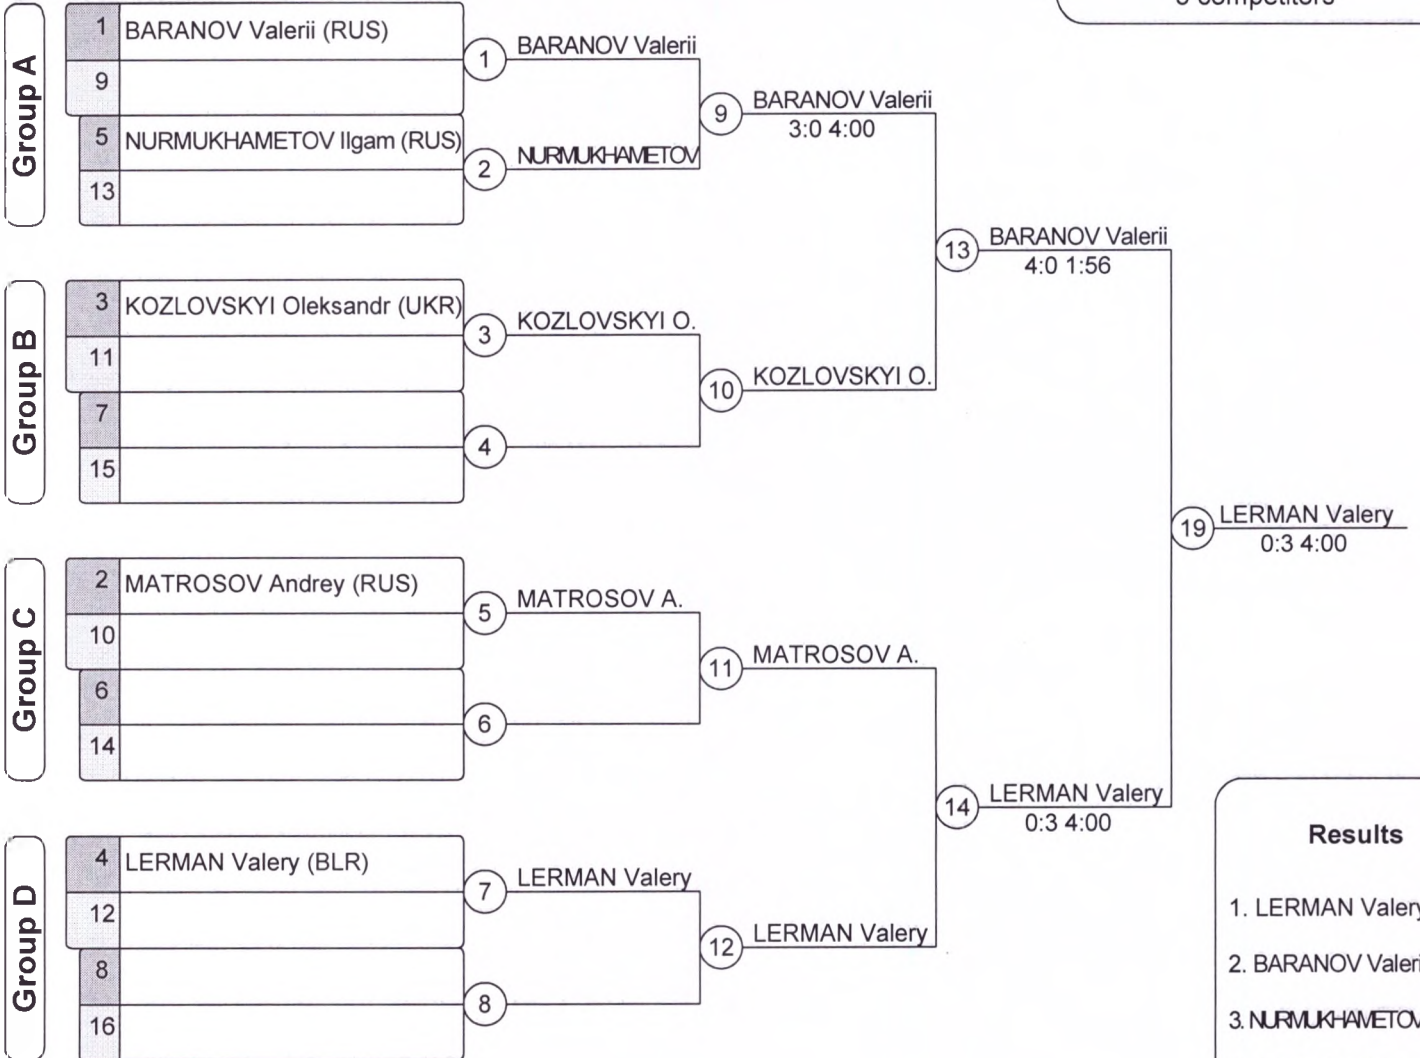 competitors
Group A
1 BARANOV Valerii (RUS)
9
5 NURMUKHAMETOV Ilgam (RUS)
13
1 BARANOV Valerii
2 NURMUKHAMETOV
9 BARANOV Valerii
3:0 4:00
Group B
3 KOZLOVSKYI Oleksandr (UKR)
11
7
15
3 KOZLOVSKYI O.
4
10 KOZLOVSKYI O.
13 BARANOV Valerii
4:0 1:56
Group C
2 MATROSOV Andrey (RUS)
10
6
14
5 MATROSOV A.
6
11 MATROSOV A.
Group D
4 LERMAN Valery (BLR)
12
8
16
7 LERMAN Valery
8
12 LERMAN Valery
14 LERMAN Valery
0:3 4:00
19 LERMAN Valery
0:3 4:00
Results
1. LERMAN Valery
2. BARANOV Valeri
3. NURMUKHAMETOV